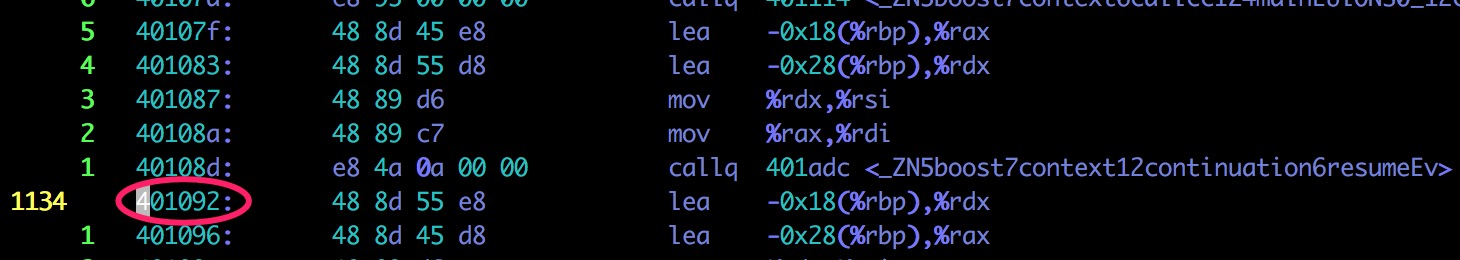 5 40107f: 48 8d 45 e8 lea -0x18(%rbp),%rax
4 401083: 48 8d 55 d8 lea -0x28(%rbp),%rdx
3 401087: 48 89 d6 mov %rdx,%rsi
2 40108a: 48 89 c7 mov %rax,%rdi
1 40108d: e8 4a 0a 00 00 callq 401adc <_ZN5boost7context12continuation6resumeEv>
1134 401092: 48 8d 55 e8 lea -0x18(%rbp),%rdx
1 401096: 48 8d 45 d8 lea -0x28(%rbp),%rax